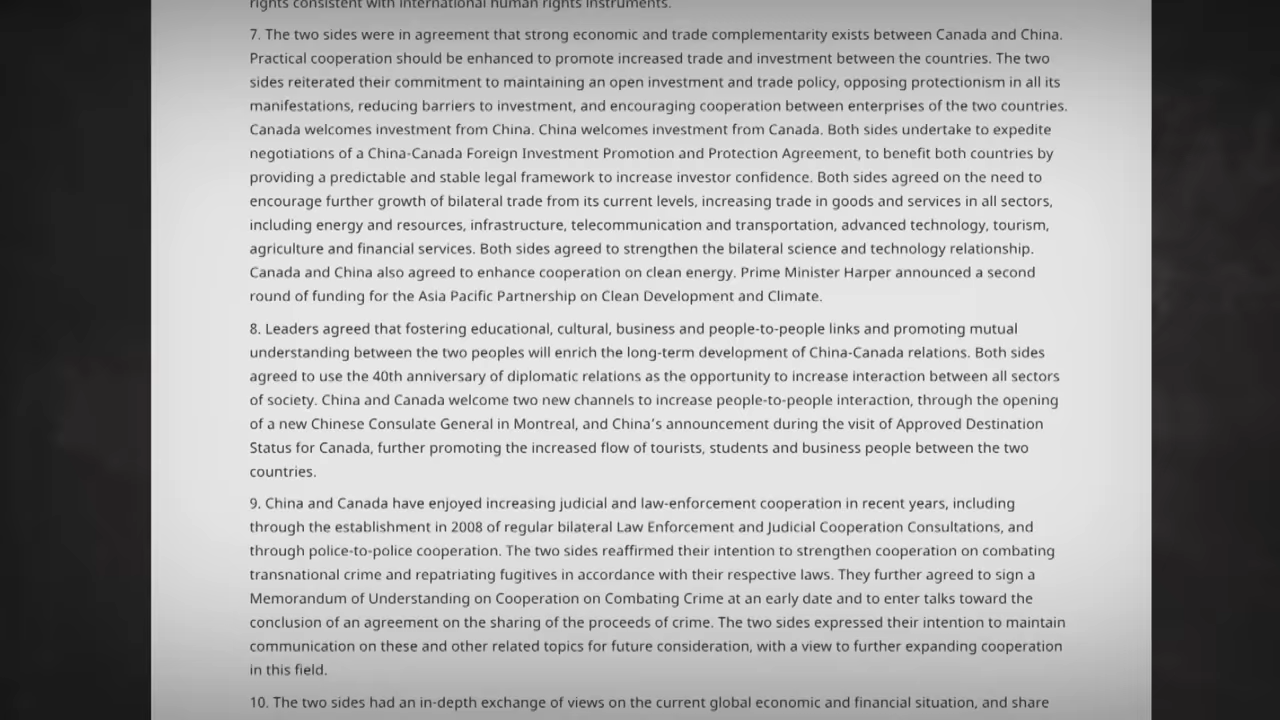 rights consistent with international human rights instruments.
7. The two sides were in agreement that strong economic and trade complementarity exists between Canada and China.
Practical cooperation should be enhanced to promote increased trade and investment between the countries. The two
sides reiterated their commitment to maintaining an open investment and trade policy, opposing protectionism in all its
manifestations, reducing barriers to investment, and encouraging cooperation between enterprises of the two countries.
Canada welcomes investment from China. China welcomes investment from Canada. Both sides undertake to expedite
negotiations of a China-Canada Foreign Investment Promotion and Protection Agreement, to benefit both countries by
providing a predictable and stable legal framework to increase investor confidence. Both sides agreed on the need to
encourage further growth of bilateral trade from its current levels, increasing trade in goods and services in all sectors,
including energy and resources, infrastructure, telecommunication and transportation, advanced technology, tourism,
agriculture and financial services. Both sides agreed to strengthen the bilateral science and technology relationship.
Canada and China also agreed to enhance cooperation on clean energy. Prime Minister Harper announced a second
round of funding for the Asia Pacific Partnership on Clean Development and Climate.
8. Leaders agreed that fostering educational, cultural, business and people-to-people links and promoting mutual
understanding between the two peoples will enrich the long-term development of China-Canada relations. Both sides
agreed to use the 40th anniversary of diplomatic relations as the opportunity to increase interaction between all sectors
of society. China and Canada welcome two new channels to increase people-to-people interaction, through the opening
of a new Chinese Consulate General in Montreal, and China's announcement during the visit of Approved Destination
Status for Canada, further promoting the increased flow of tourists, students and business people between the two
countries.
9. China and Canada have enjoyed increasing judicial and law-enforcement cooperation in recent years, including
through the establishment in 2008 of regular bilateral Law Enforcement and Judicial Cooperation Consultations, and
through police-to-police cooperation. The two sides reaffirmed their intention to strengthen cooperation on combating
transnational crime and repatriating fugitives in accordance with their respective laws. They further agreed to sign a
Memorandum of Understanding on Cooperation on Combating Crime at an early date and to enter talks toward the
conclusion of an agreement on the sharing of the proceeds of crime. The two sides expressed their intention to maintain
communication on these and other related topics for future consideration, with a view to further expanding cooperation
in this field.
10. The two sides had an in-depth exchange of views on the current global economic and financial situation, and share